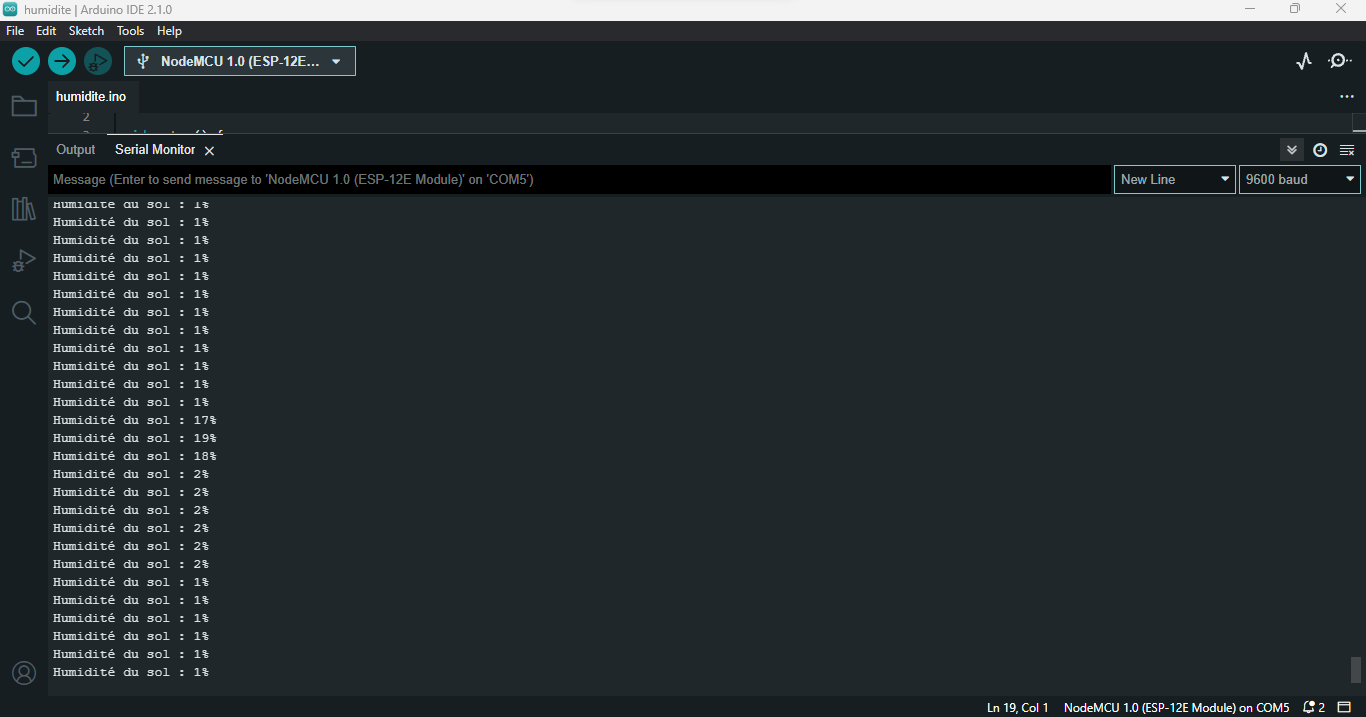 humidite | Arduino IDE 2.1.0
File Edit Sketch Tools Help
NodeMCU 1.0 (ESP-12E...
humidite.ino
2
Output Serial Monitor
Message (Enter to send message to 'NodeMCU 1.0 (ESP-12E Module)' on 'COM5') New Line 9600 baud
Humidité du sol : 1%
Humidité du sol : 1%
Humidité du sol : 1%
Humidité du sol : 1%
Humidité du sol : 1%
Humidité du sol : 1%
Humidité du sol : 1%
Humidité du sol : 1%
Humidité du sol : 1%
Humidité du sol : 1%
Humidité du sol : 1%
Humidité du sol : 1%
Humidité du sol : 17%
Humidité du sol : 19%
Humidité du sol : 18%
Humidité du sol : 2%
Humidité du sol : 2%
Humidité du sol : 2%
Humidité du sol : 2%
Humidité du sol : 2%
Humidité du sol : 2%
Humidité du sol : 1%
Humidité du sol : 1%
Humidité du sol : 1%
Humidité du sol : 1%
Humidité du sol : 1%
Humidité du sol : 1%
Ln 19, Col 1 NodeMCU 1.0 (ESP-12E Module) on COM5 2